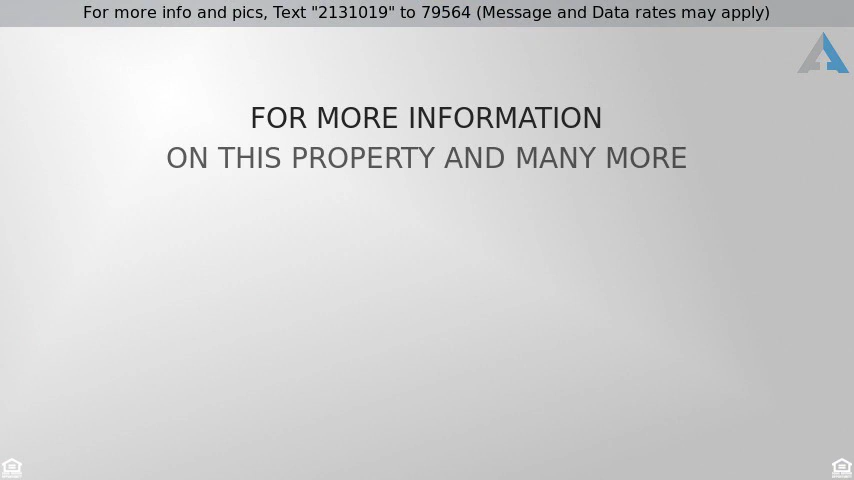 For more info and pics, Text "2131019" to 79564 (Message and Data rates may apply)
FOR MORE INFORMATION
ON THIS PROPERTY AND MANY MORE